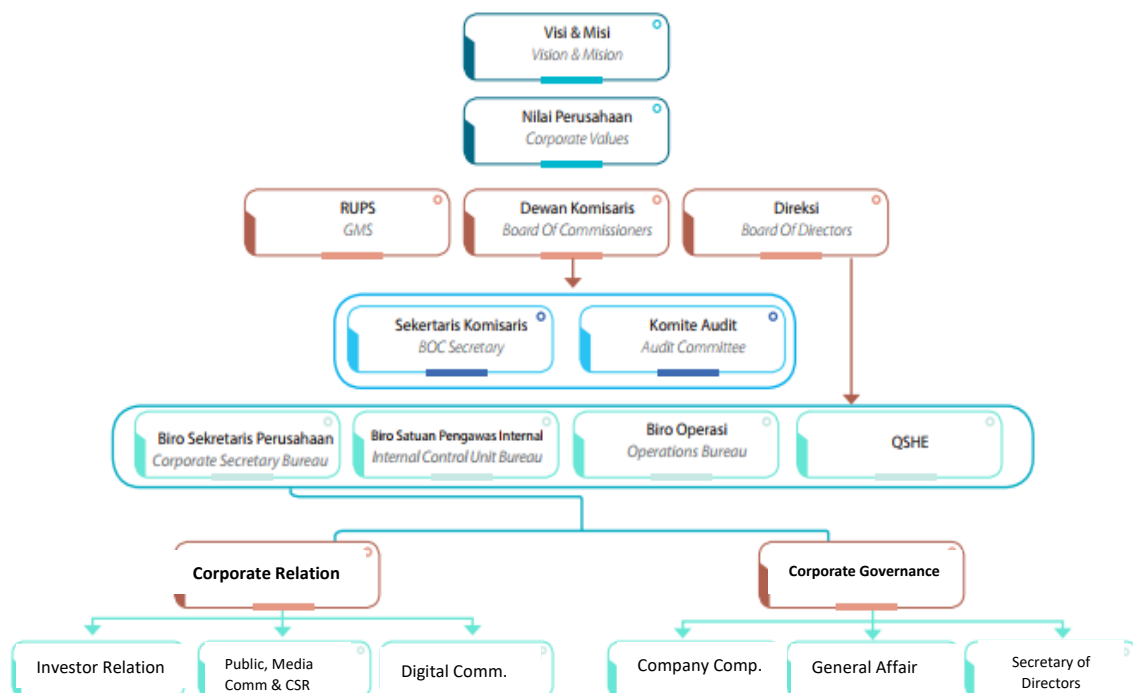 Visi & Misi
Vision & Mision
Nilai Perusahaan
Corporate Values
RUPS
GMS
Dewan Komisaris
Board Of Commissioners
Direksi
Board Of Directors
Sekertaris Komisaris
BOC Secretary
Komite Audit
Audit Committee
Biro Sekretaris Perusahaan
Corporate Secretary Bureau
Biro Satuan Pengawas Internal
Internal Control Unit Bureau
Biro Operasi
Operations Bureau
QSHE
Corporate Relation
Corporate Governance
Investor Relation
Public, Media
Comm & CSR
Digital Comm.
Company Comp.
General Affair
Secretary of
Directors